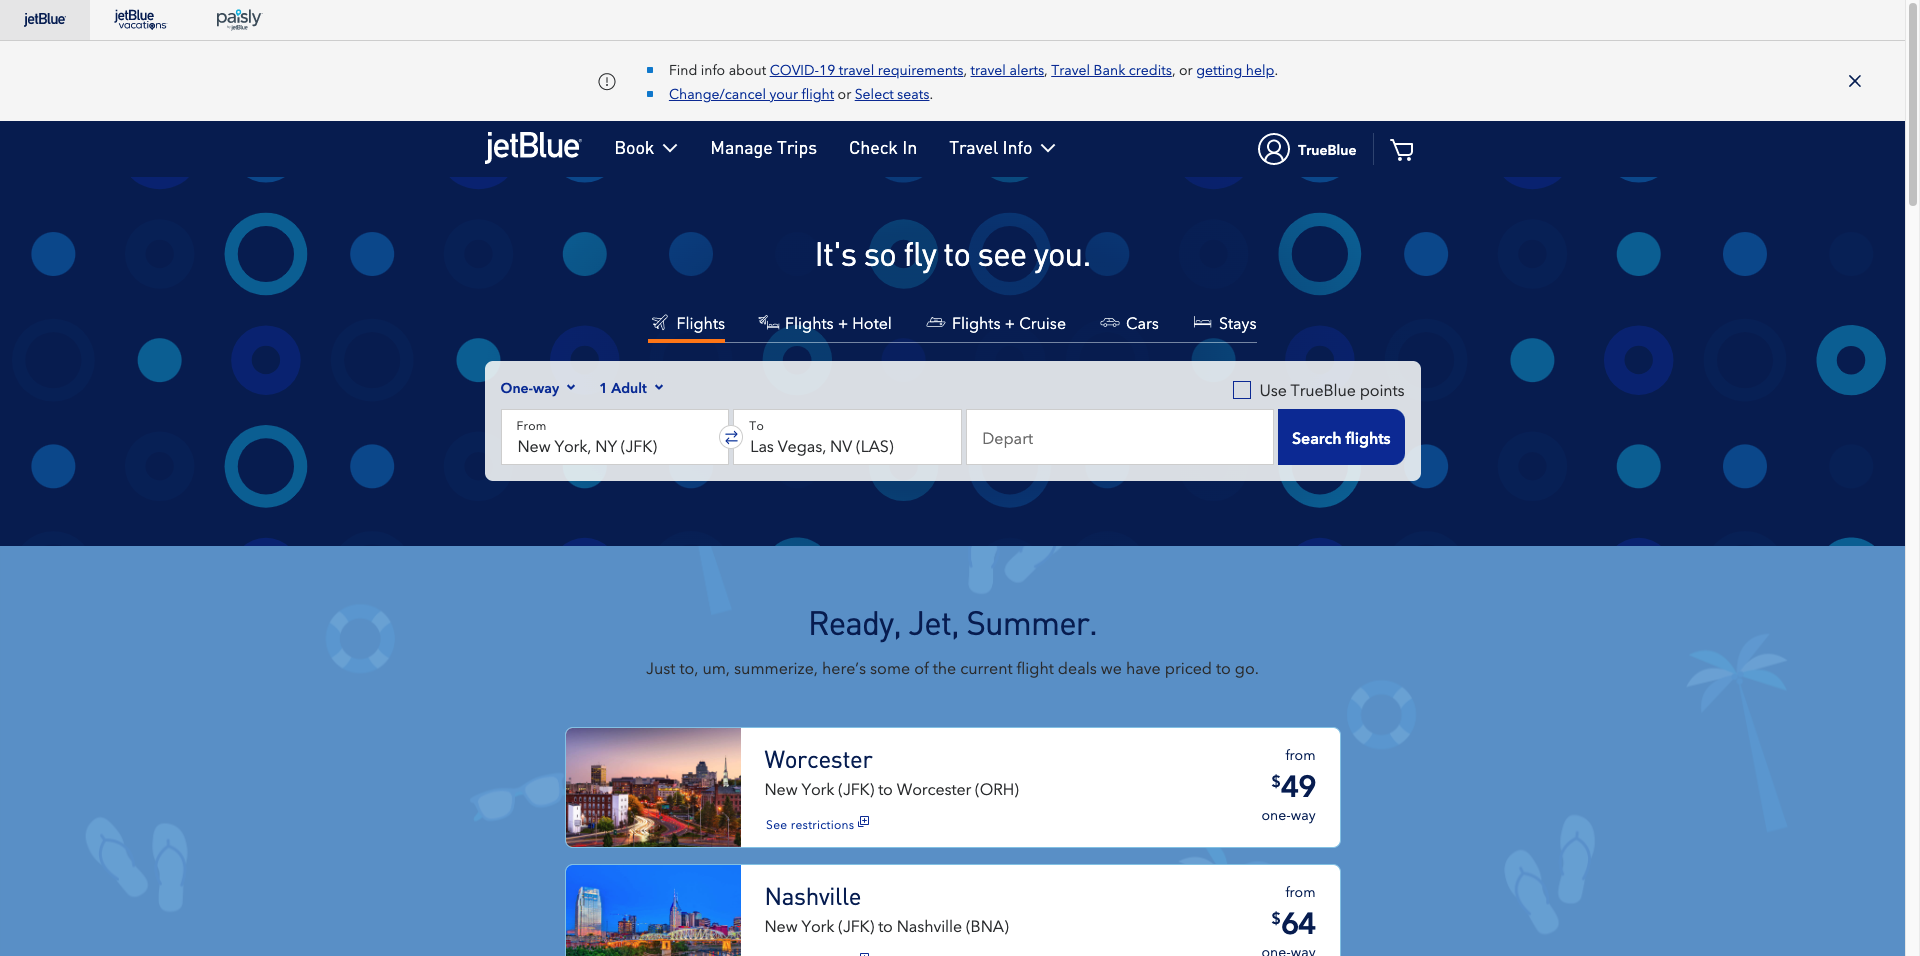 jetBlue
jetBlue vacations
paisly by jetBlue
Find info about COVID-19 travel requirements, travel alerts, Travel Bank credits, or getting help.
Change/cancel your flight or Select seats.
jetBlue
Book
Manage Trips
Check In
Travel Info
TrueBlue
It's so fly to see you.
Flights
Flights + Hotel
Flights + Cruise
Cars
Stays
One-way
1 Adult
Use TrueBlue points
From
New York, NY (JFK)
To
Las Vegas, NV (LAS)
Depart
Search flights
Ready, Jet, Summer.
Just to, um, summerize, here’s some of the current flight deals we have priced to go.
Worcester
New York (JFK) to Worcester (ORH)
See restrictions
from
$49
one-way
Nashville
New York (JFK) to Nashville (BNA)
from
$64
one-way